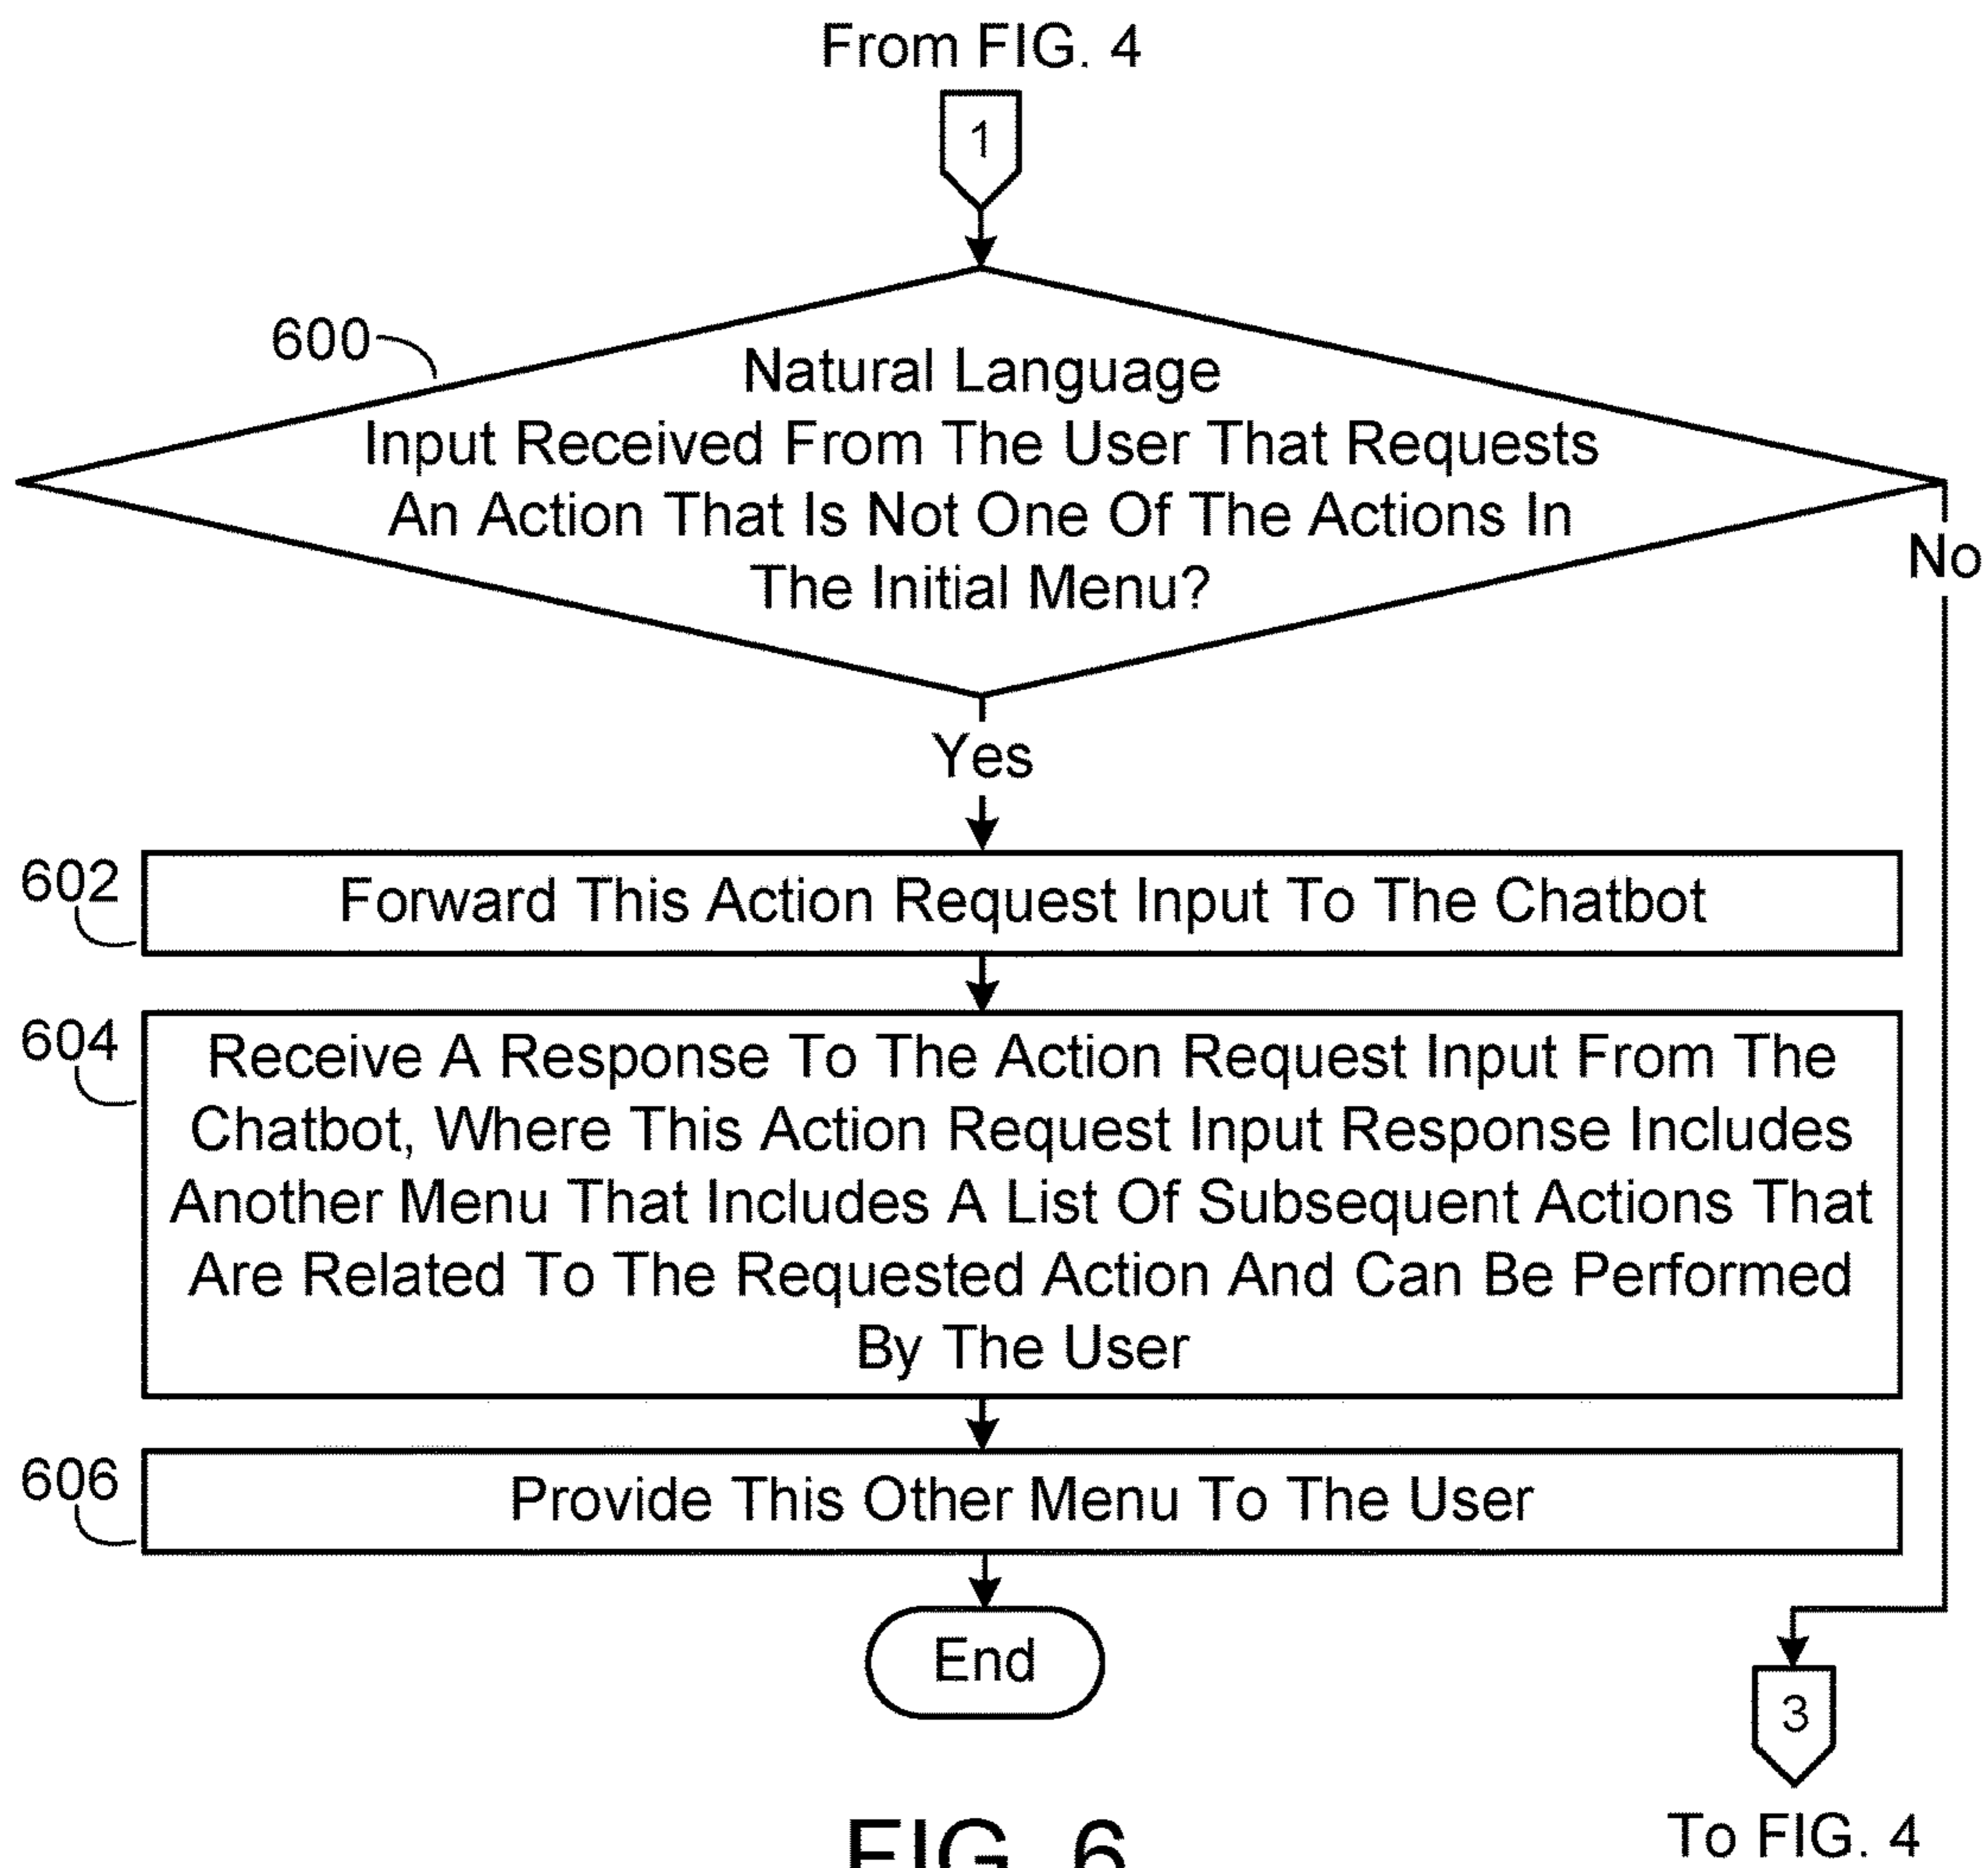 From FIG. 4
1
600
Natural Language
Input Received From The User That Requests
An Action That Is Not One Of The Actions In
The Initial Menu?
No
Yes
602
Forward This Action Request Input To The Chatbot
604
Receive A Response To The Action Request Input From The
Chatbot, Where This Action Request Input Response Includes
Another Menu That Includes A List Of Subsequent Actions That
Are Related To The Requested Action And Can Be Performed
By The User
606
Provide This Other Menu To The User
End
3
To FIG. 4
FIG. 6